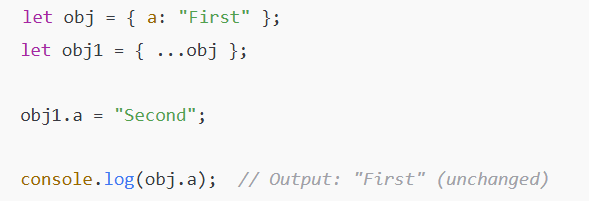 let obj = { a: "First" };
let obj1 = { ...obj };
obj1.a = "Second";
console.log(obj.a);  // Output: "First" (unchanged)